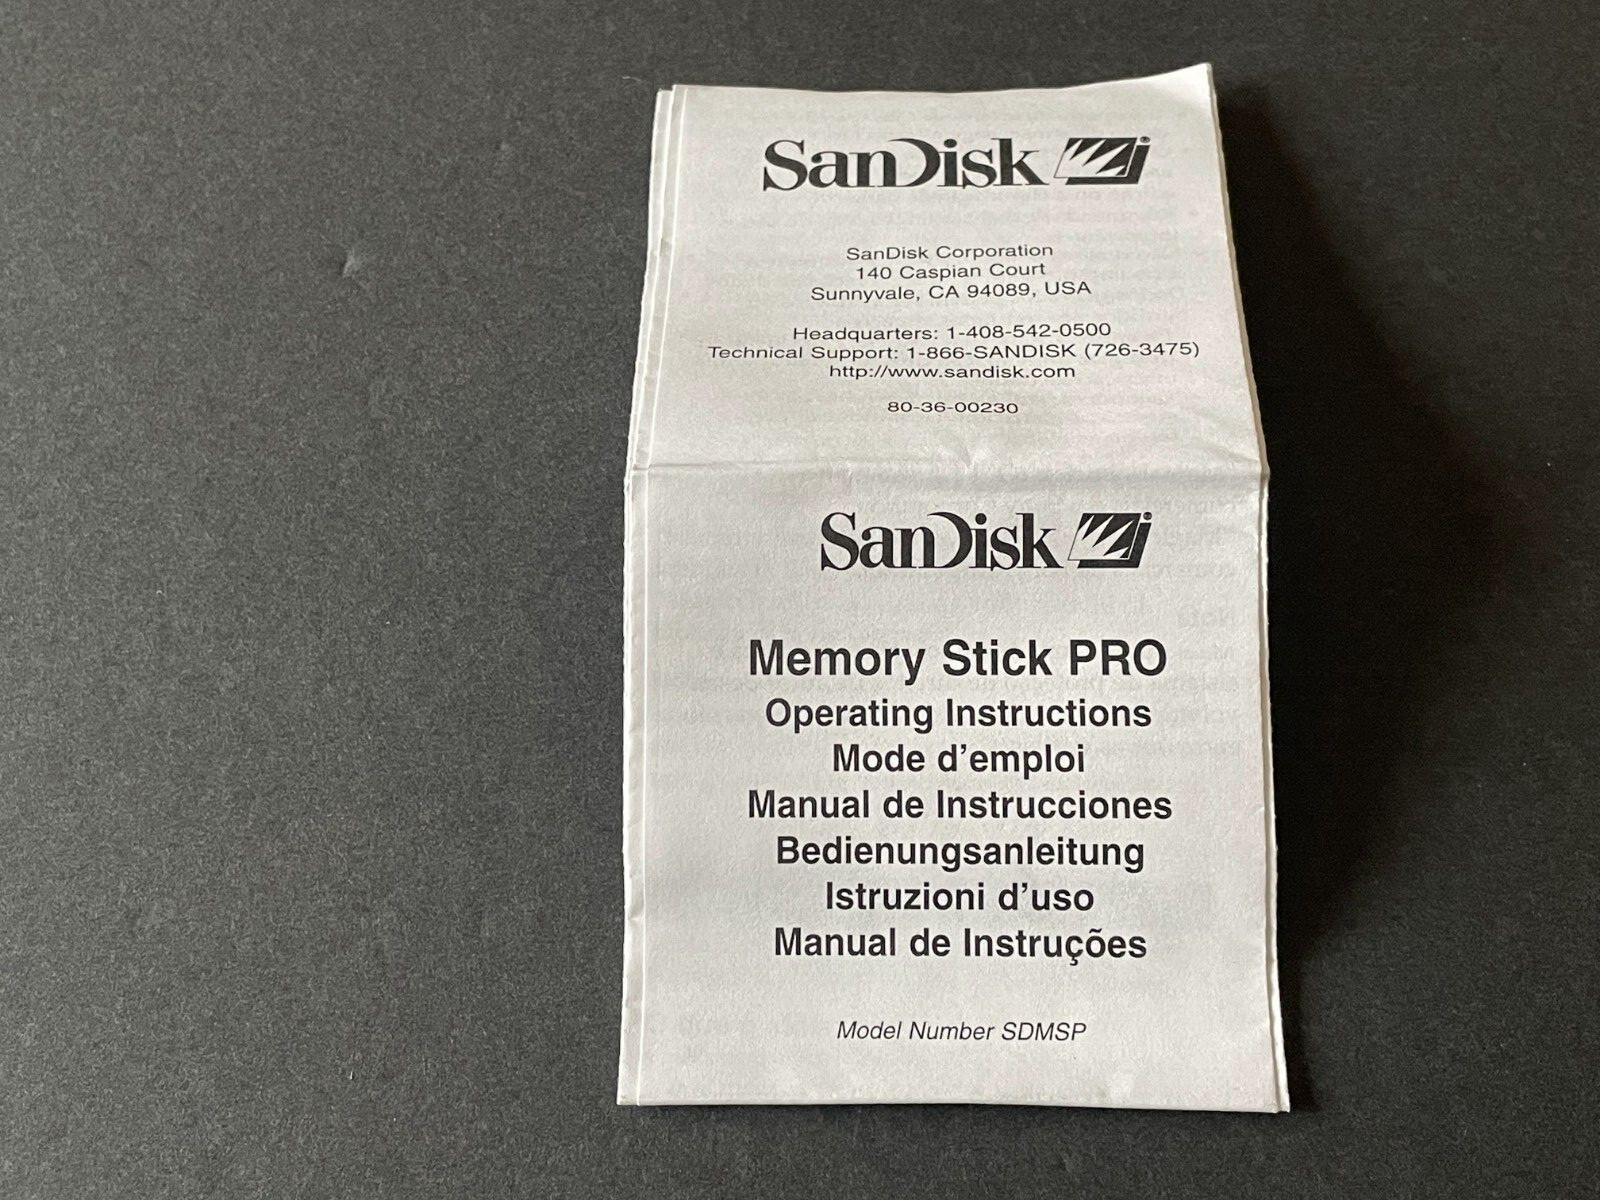 SanDisk
SanDisk Corporation
140 Caspian Court
Sunnyvale, CA 94089, USA
Headquarters: 1-408-542-0500
Technical Support: 1-866-SANDISK (726-3475)
http://www.sandisk.com
80-36-00230
SanDisk
Memory Stick PRO
Operating Instructions
Mode d'emploi
Manual de Instrucciones
Bedienungsanleitung
Istruzioni d'uso
Manual de Instruções
Model Number SDMSP